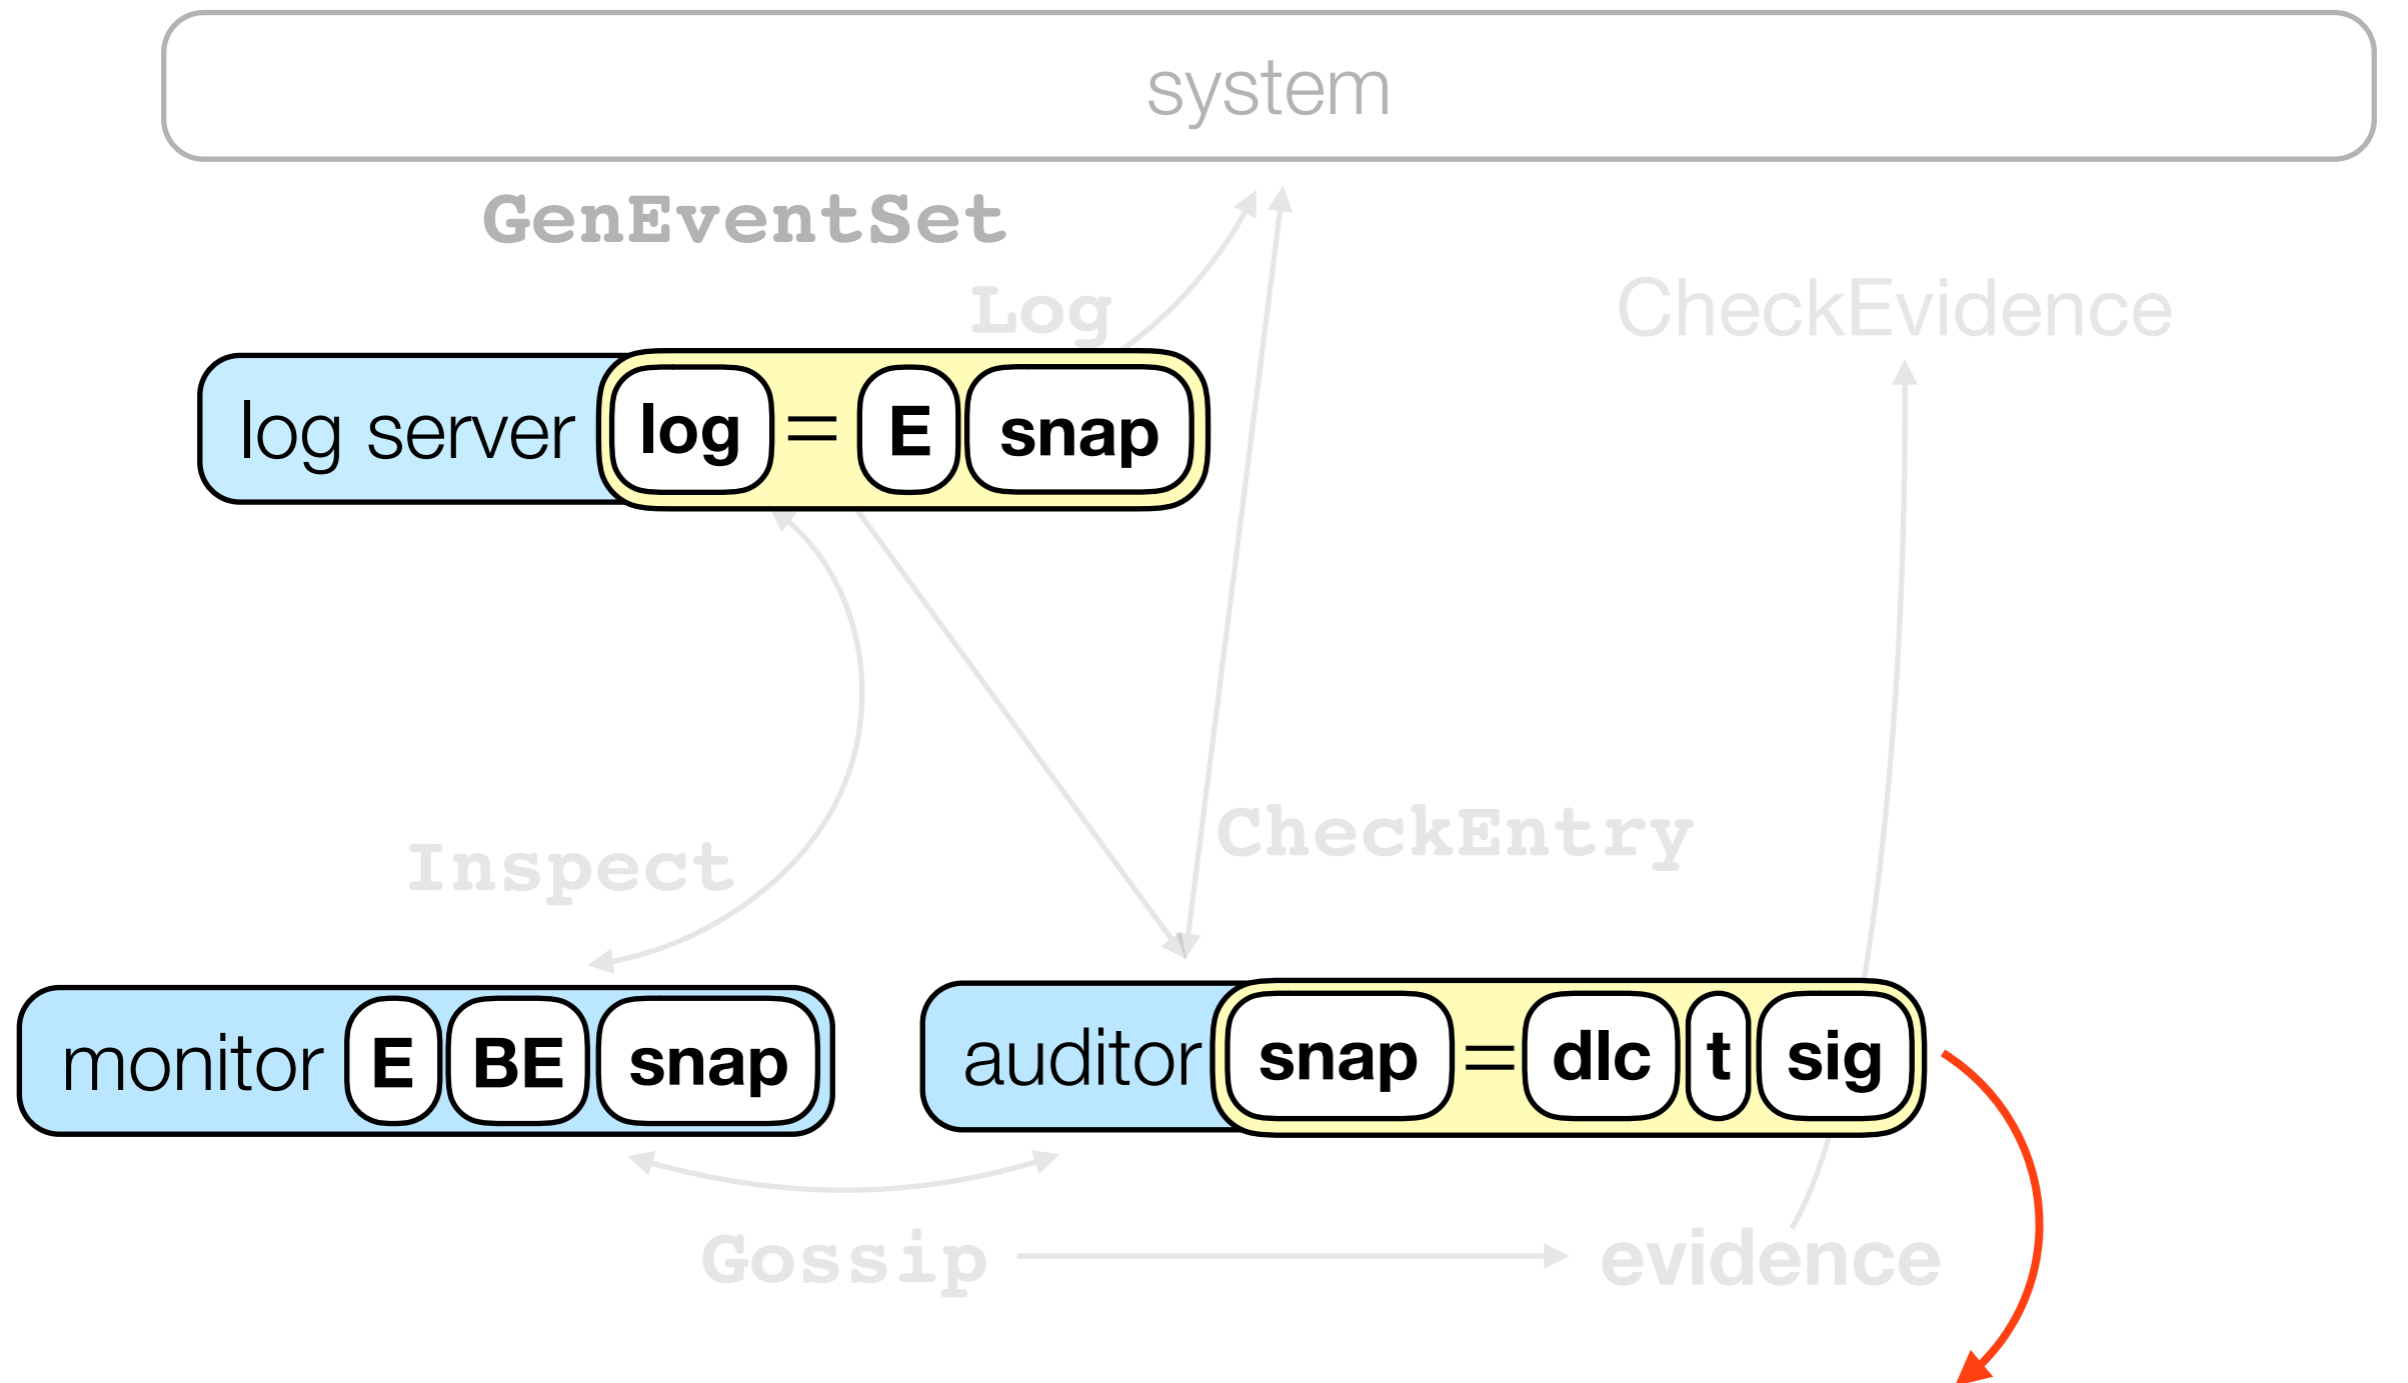 system
GenEventSet
Log
CheckEvidence
log server log = E snap
CheckEntry
Inspect
monitor E BE snap
auditor snap = dlc t sig
Gossip
evidence